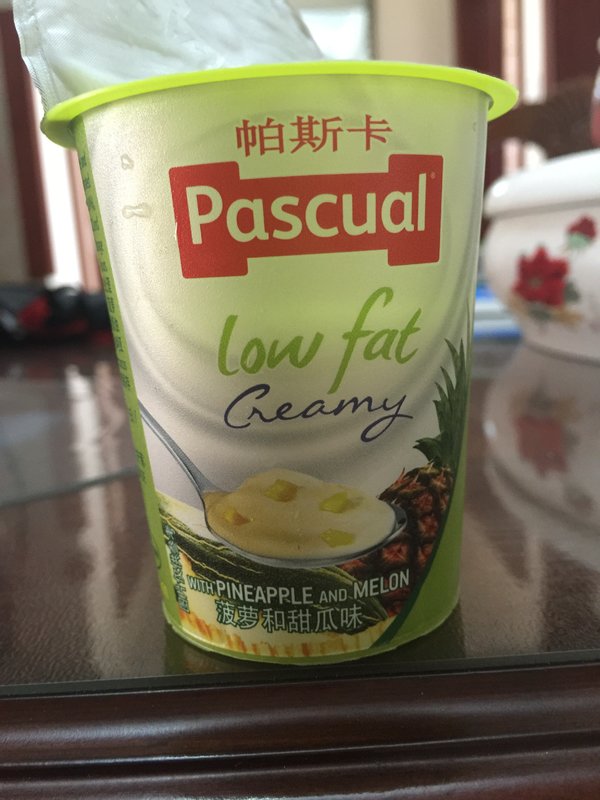 帕斯卡
Pascual
low fat
Creamy
WITH PINEAPPLE AND MELON
菠萝和甜瓜味